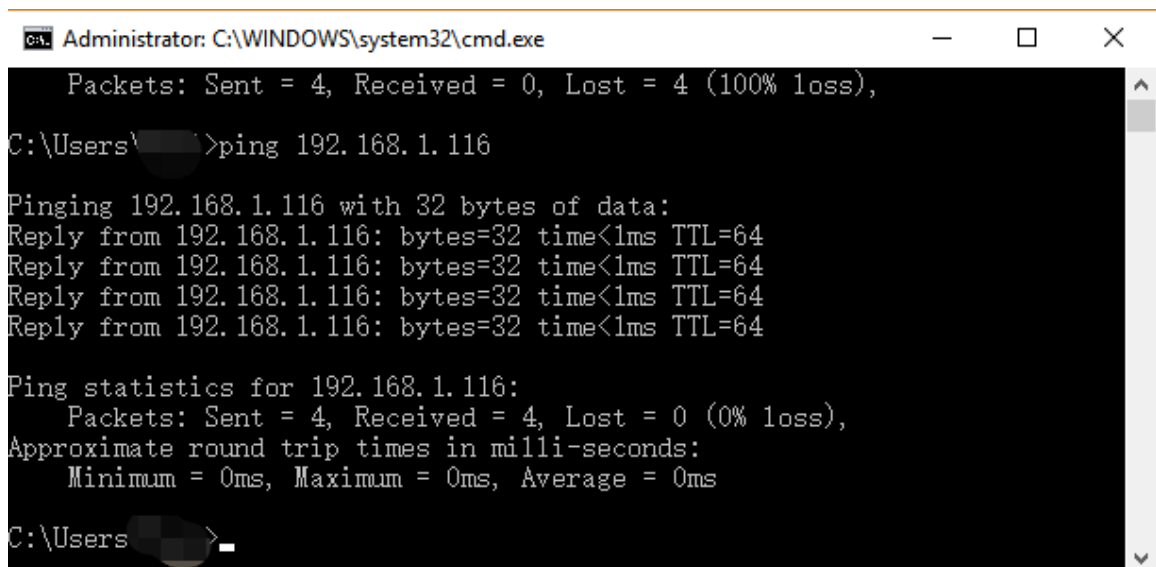 Administrator: C:\WINDOWS\system32\cmd.exe
Packets: Sent = 4, Received = 0, Lost = 4 (100% loss),
C:\Users\ >ping 192.168.1.116
Pinging 192.168.1.116 with 32 bytes of data:
Reply from 192.168.1.116: bytes=32 time<1ms TTL=64
Reply from 192.168.1.116: bytes=32 time<1ms TTL=64
Reply from 192.168.1.116: bytes=32 time<1ms TTL=64
Reply from 192.168.1.116: bytes=32 time<1ms TTL=64
Ping statistics for 192.168.1.116:
Packets: Sent = 4, Received = 4, Lost = 0 (0% loss),
Approximate round trip times in milli-seconds:
Minimum = 0ms, Maximum = 0ms, Average = 0ms
C:\Users >